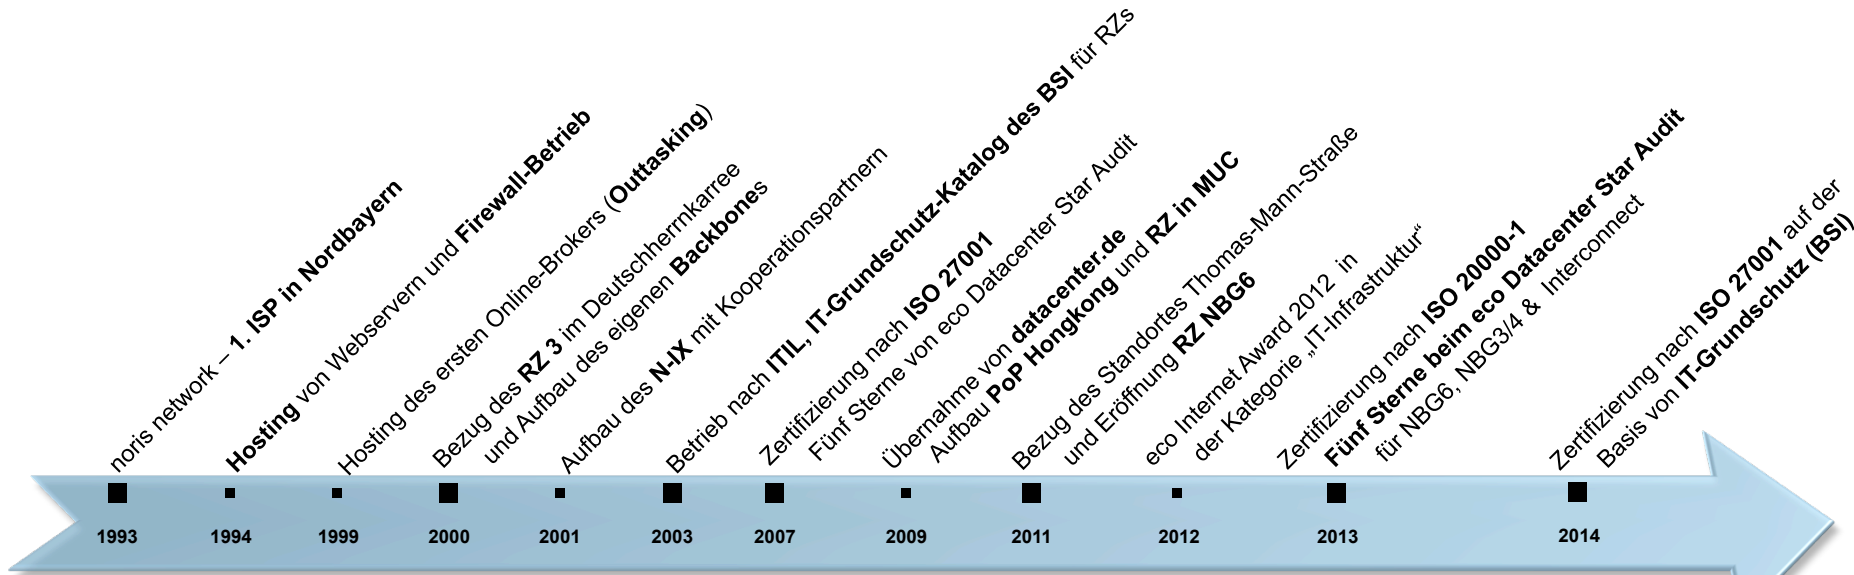 noris network – 1. ISP in Nordbayern
Hosting von Webservern und Firewall-Betrieb
Hosting des ersten Online-Brokers (Outtasking)
Bezug des RZ 3 im Deutschherrnkarree
und Aufbau des eigenen Backbones
Aufbau des N-IX mit Kooperationspartnern
Betrieb nach ITIL, IT-Grundschutz-Katalog des BSI für RZs
Zertifizierung nach ISO 27001
Fünf Sterne von eco Datacenter Star Audit
Übernahme von datacenter.de
Aufbau PoP Hongkong und RZ in MUC
Bezug des Standortes Thomas-Mann-Straße
und Eröffnung RZ NBG6
eco Internet Award 2012 in
der Kategorie „IT-Infrastruktur“
Zertifizierung nach ISO 20000-1
Fünf Sterne beim eco Datacenter Star Audit
für NBG6, NBG3/4 & Interconnect
Zertifizierung nach ISO 27001 auf der
Basis von IT-Grundschutz (BSI)
1993
1994
1999
2000
2001
2003
2007
2009
2011
2012
2013
2014